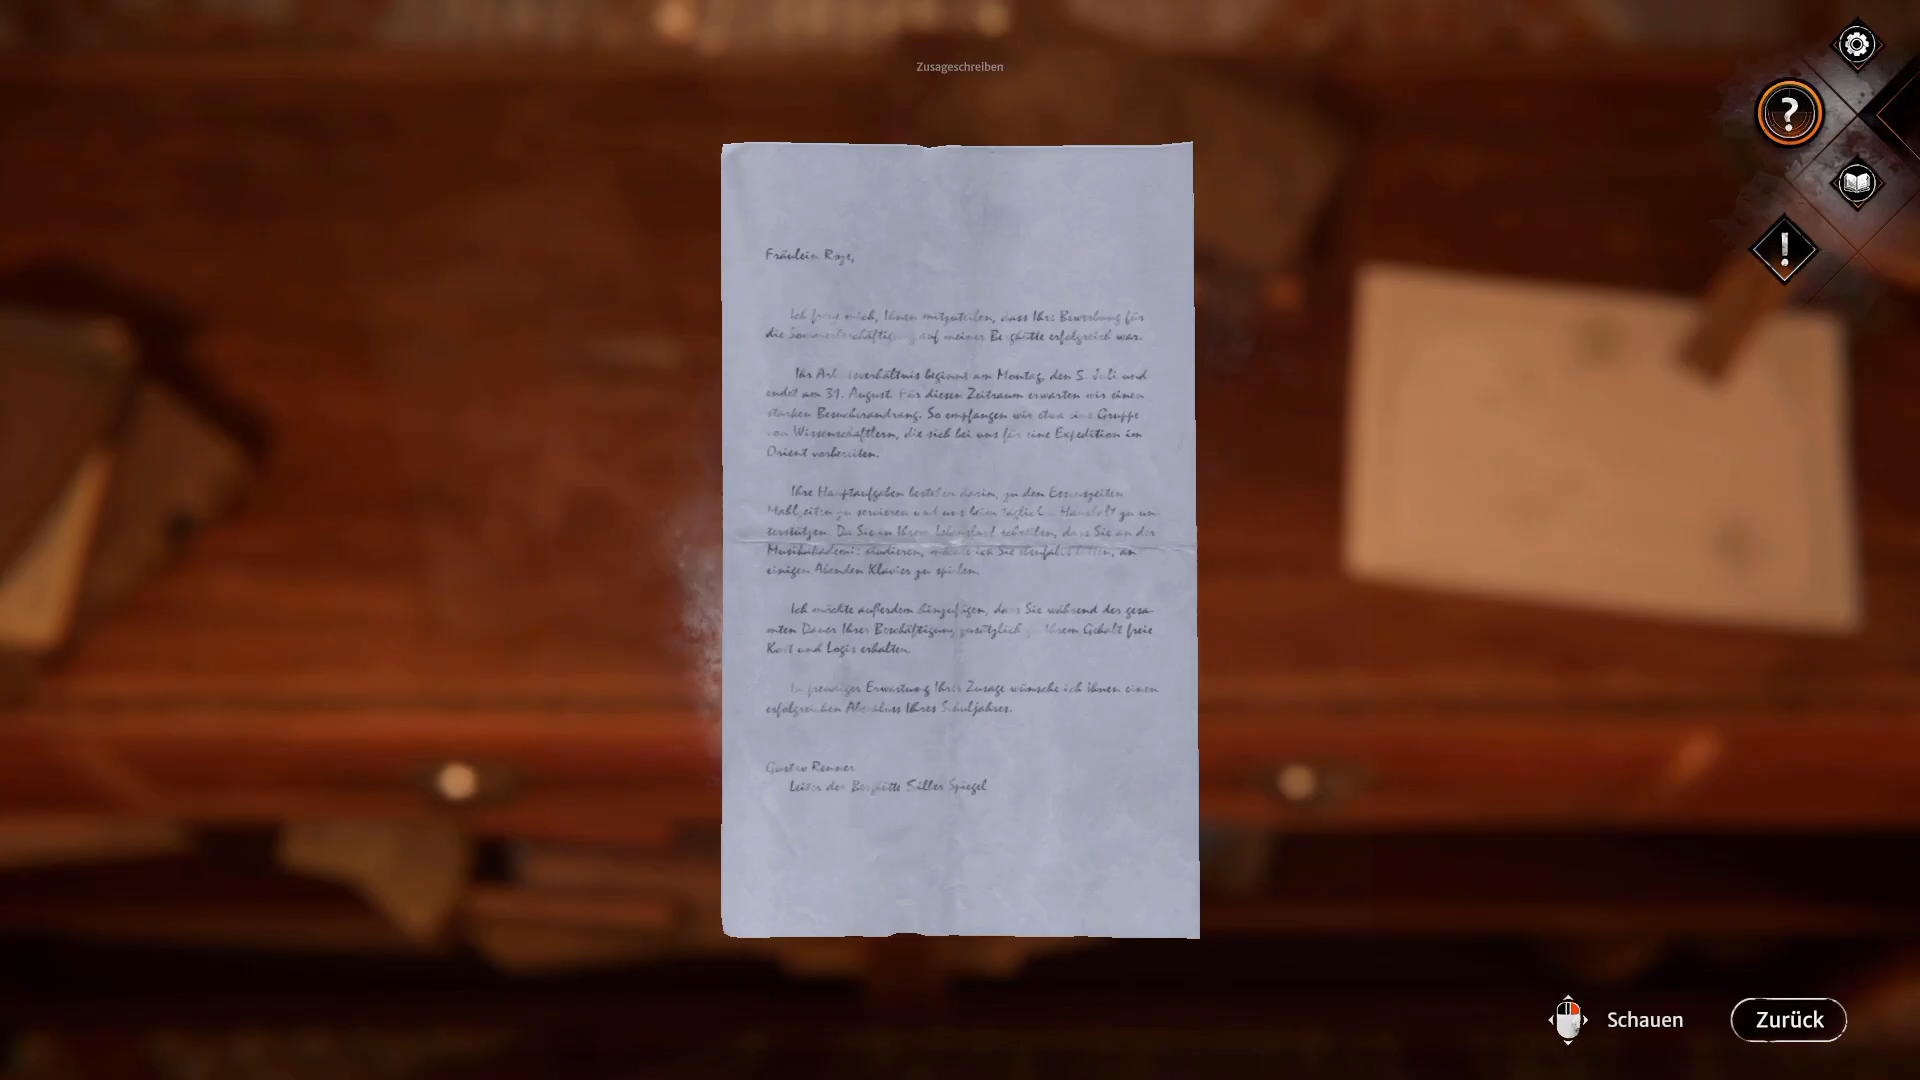 Zusageschreiben
Fräulein Roze,
Ich freue mich, Ihnen mitzuteilen, dass Ihre Bewerbung für
die Sommerbeschäftigung auf meiner Berghütte erfolgreich war.
Ihr Arbeitsverhältnis beginnt am Montag, den 5. Juli und
endet am 31. August. Für diesen Zeitraum erwarten wir einen
starken Besucherandrang. So empfangen wir etwa eine Gruppe
von Wissenschaftlern, die sich bei uns für eine Expedition im
Orient vorbereiten.
Ihre Hauptaufgaben bestehen darin, zu den Essenszeiten
Mahlzeiten zu servieren und uns beim täglichen Haushalt zu un-
terstützen. Da Sie in Ihrem Lebenslauf schreiben, dass Sie an der
Musikakademie studieren, möchte ich Sie ebenfalls bitten, an
einigen Abenden Klavier zu spielen.
Ich möchte außerdem hinzufügen, dass Sie während der gesa-
mten Dauer Ihrer Beschäftigung zusätzlich zu Ihrem Gehalt freie
Kost und Logis erhalten.
In freudiger Erwartung Ihrer Zusage wünsche ich Ihnen einen
erfolgreichen Abschluss Ihres Schuljahres.
Gustav Renner
Leiter der Berghütte Stiller Spiegel
Schauen
Zurück